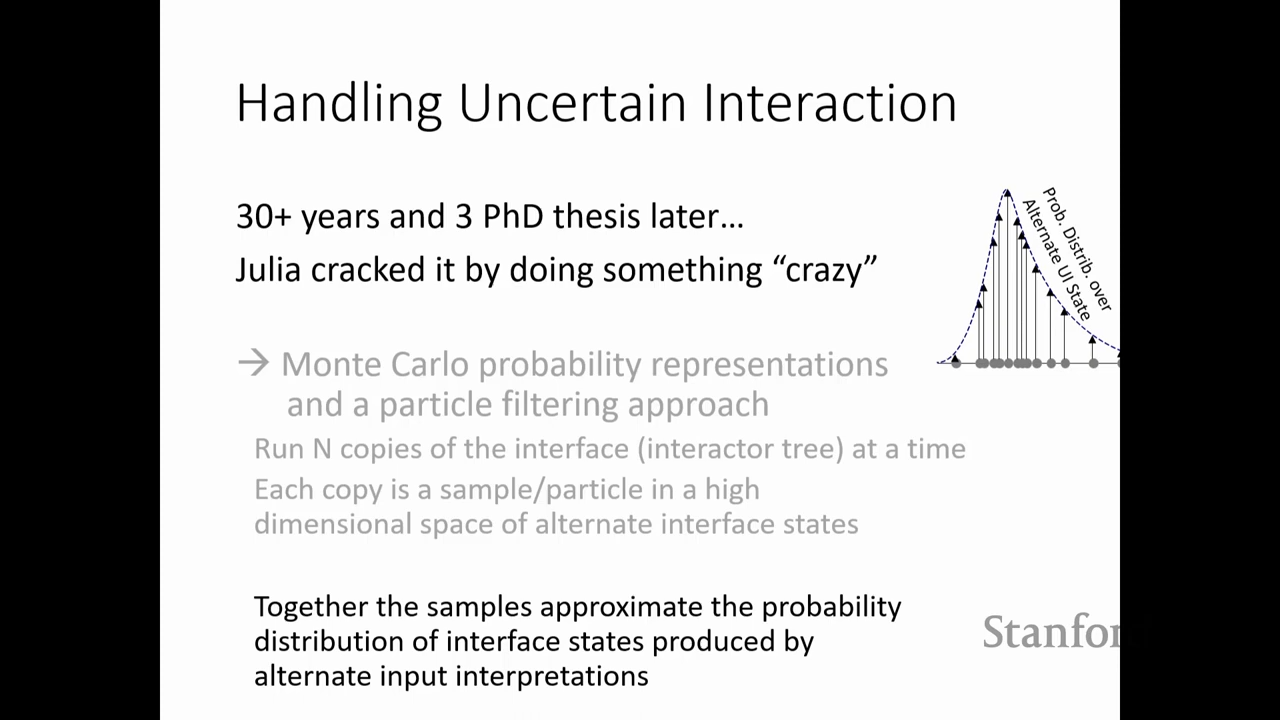 Handling Uncertain Interaction
30+ years and 3 PhD thesis later…
Julia cracked it by doing something “crazy”
Prob. Distrib. over
Alternate UI State
→ Monte Carlo probability representations
and a particle filtering approach
Run N copies of the interface (interactor tree) at a time
Each copy is a sample/particle in a high
dimensional space of alternate interface states
Together the samples approximate the probability
distribution of interface states produced by
alternate input interpretations
Stanfor